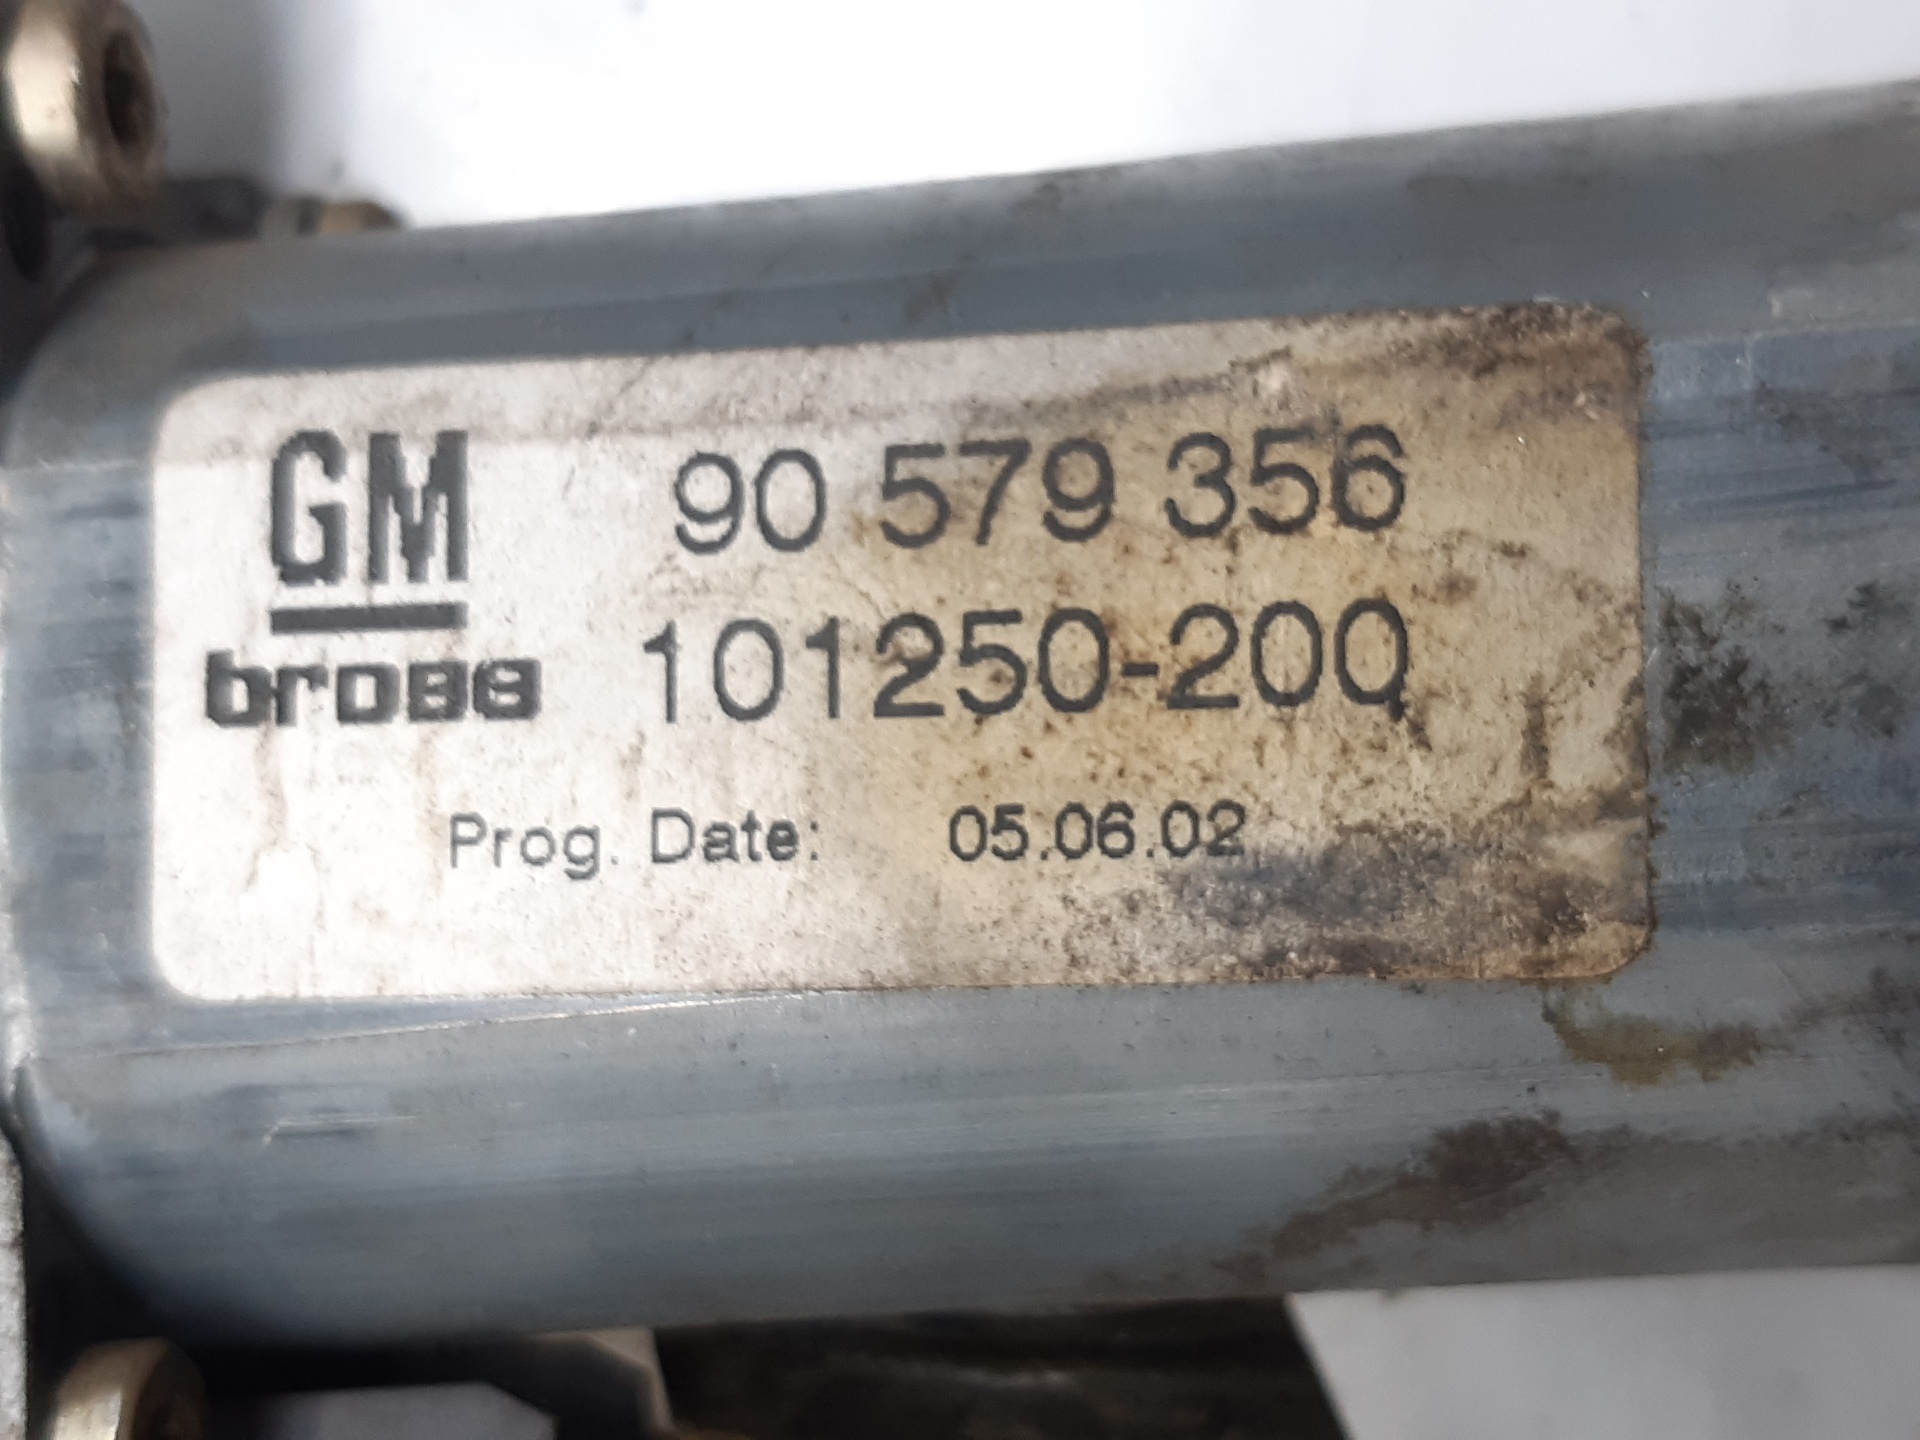 GM 90 579 356
brose 101250-200
Prog. Date: 05.06.02